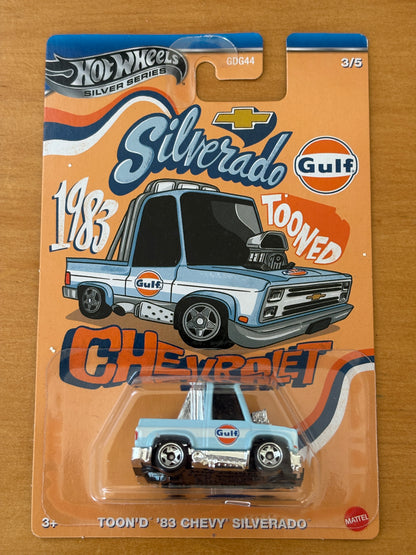 HOT WHEELS
SILVER SERIES
GDG44
3/5
Silverado
Gulf
1983
TOONED
Gulf
CHEVROLET
Gulf
3+
TOON'D '83 CHEVY SILVERADO
MATTEL